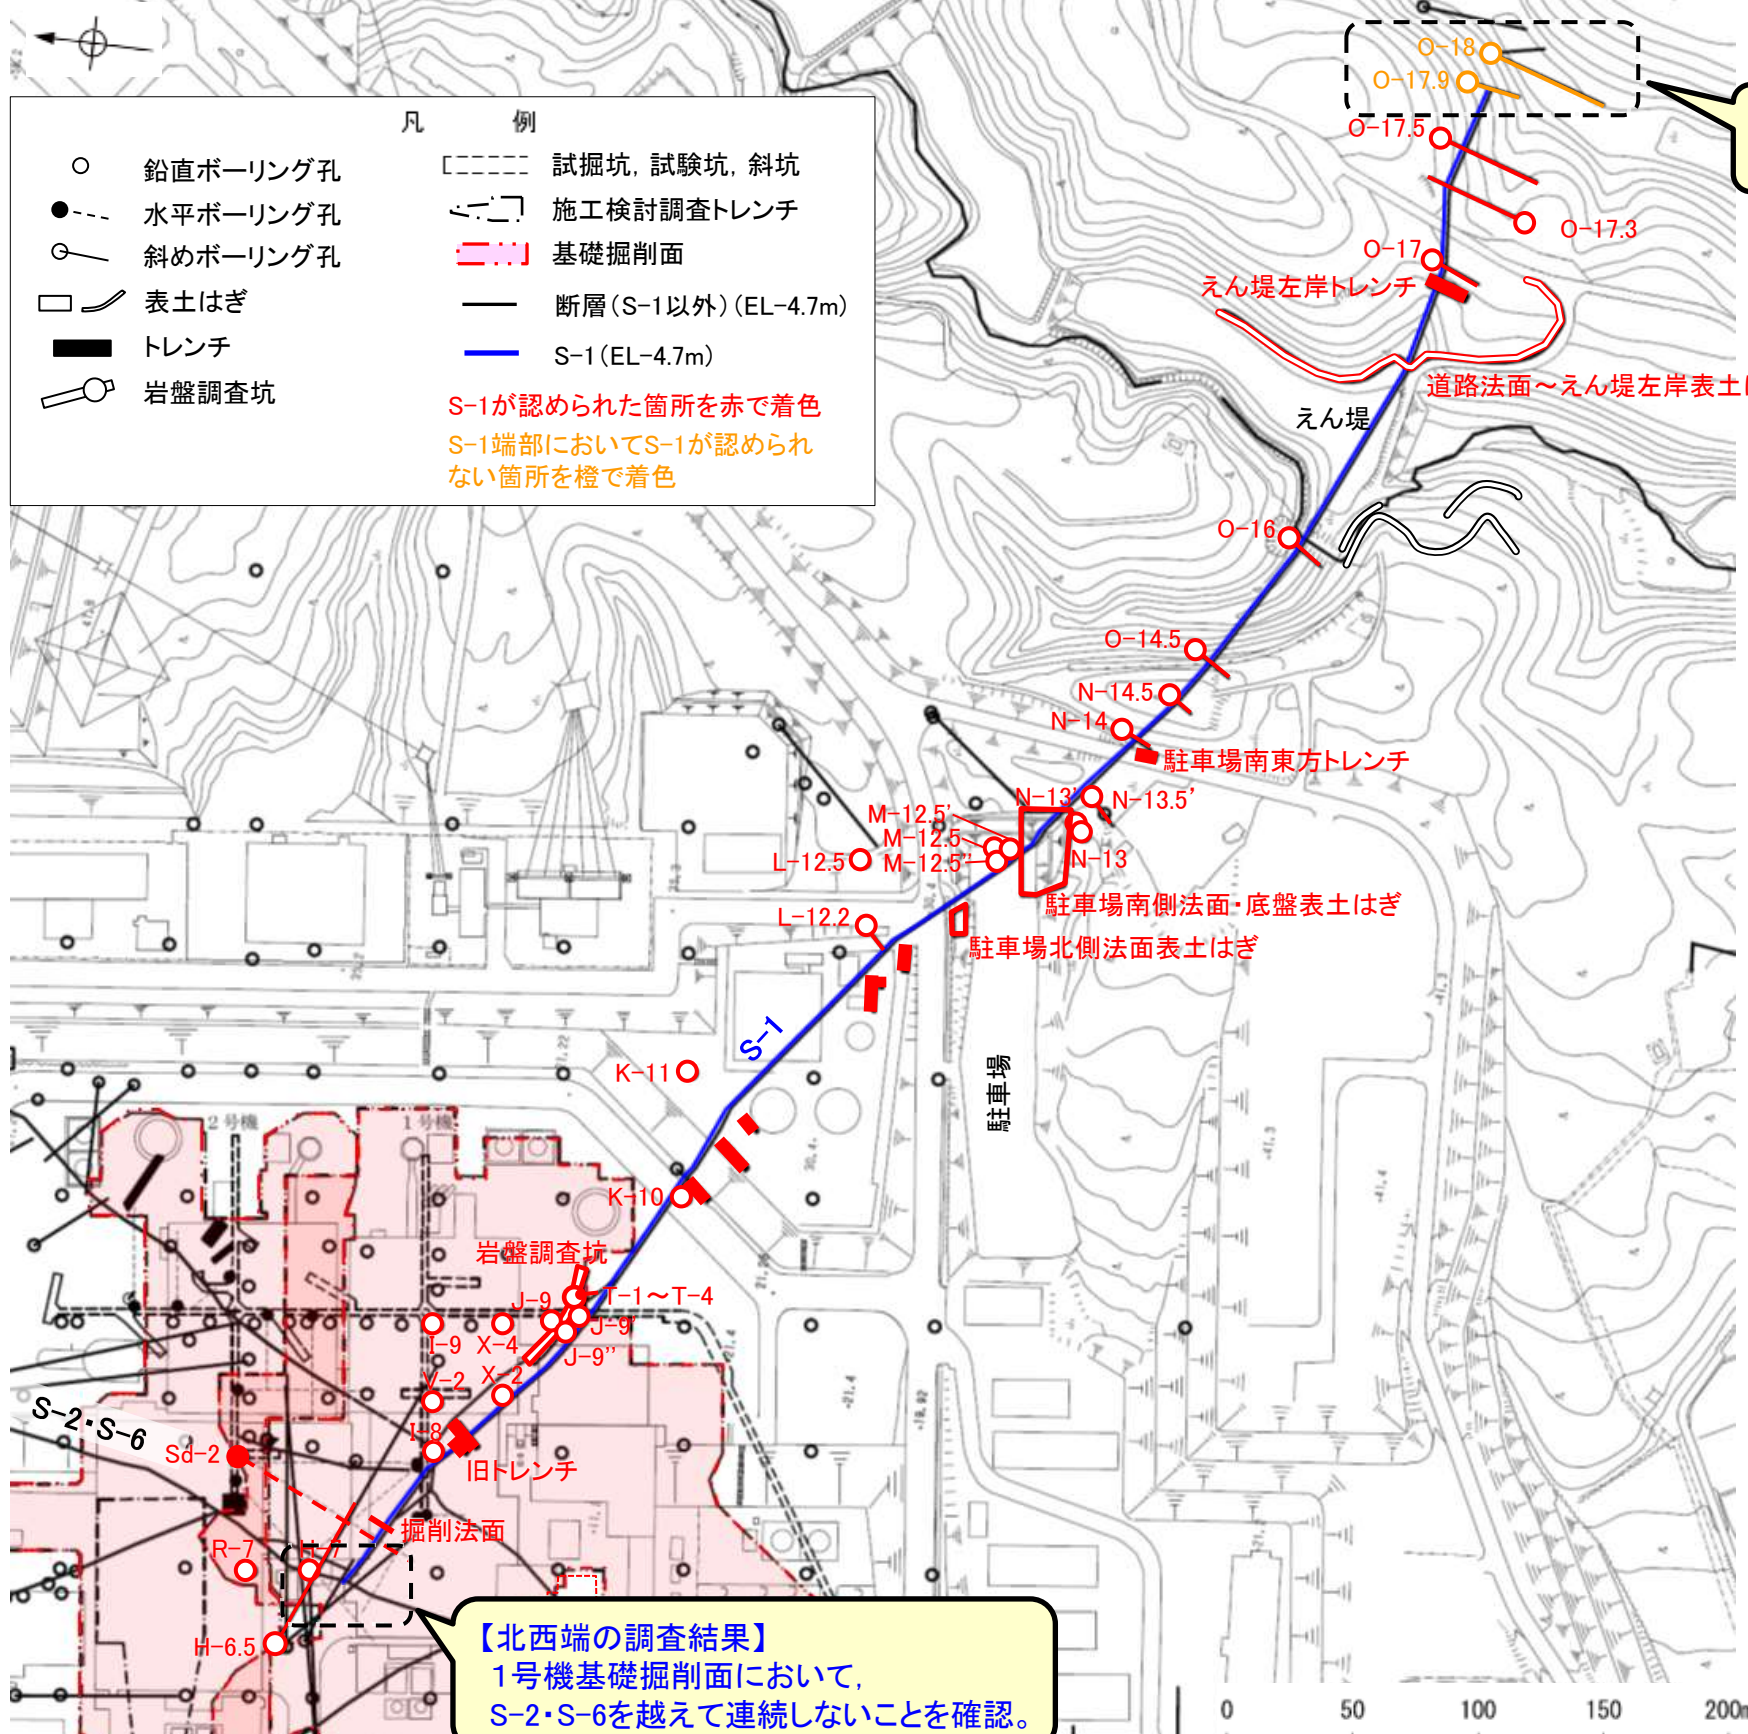 凡 例
鉛直ボーリング孔
水平ボーリング孔
斜めボーリング孔
表土はぎ
トレンチ
岩盤調査坑
試掘坑, 試験坑, 斜坑
施工検討調査トレンチ
基礎掘削面
断層(S-1以外)(EL-4.7m)
S-1(EL-4.7m)
S-1が認められた箇所を赤で着色
S-1端部においてS-1が認められ
ない箇所を橙で着色
O-18
O-17.9
O-17.5
O-17.3
O-17
えん堤左岸トレンチ
道路法面～えん堤左岸表土は
えん堤
O-16
O-14.5
N-14.5
N-14
駐車場南東方トレンチ
N-13'
N-13.5'
M-12.5'
M-12.5
M-12.5''
L-12.5
N-13
駐車場南側法面・底盤表土はぎ
L-12.2
駐車場北側法面表土はぎ
S-1
K-11
駐車場
2号機
1号機
K-10
岩盤調査坑
T-1～T-4
J-9
J-9'
I-9
X-4
J-9''
V-2
X-2
S-2・S-6
I-8
Sd-2
旧トレンチ
掘削法面
R-7
H-6.5
【北西端の調査結果】
1号機基礎掘削面において,
S-2・S-6を越えて連続しないことを確認。
0 50 100 150 200m